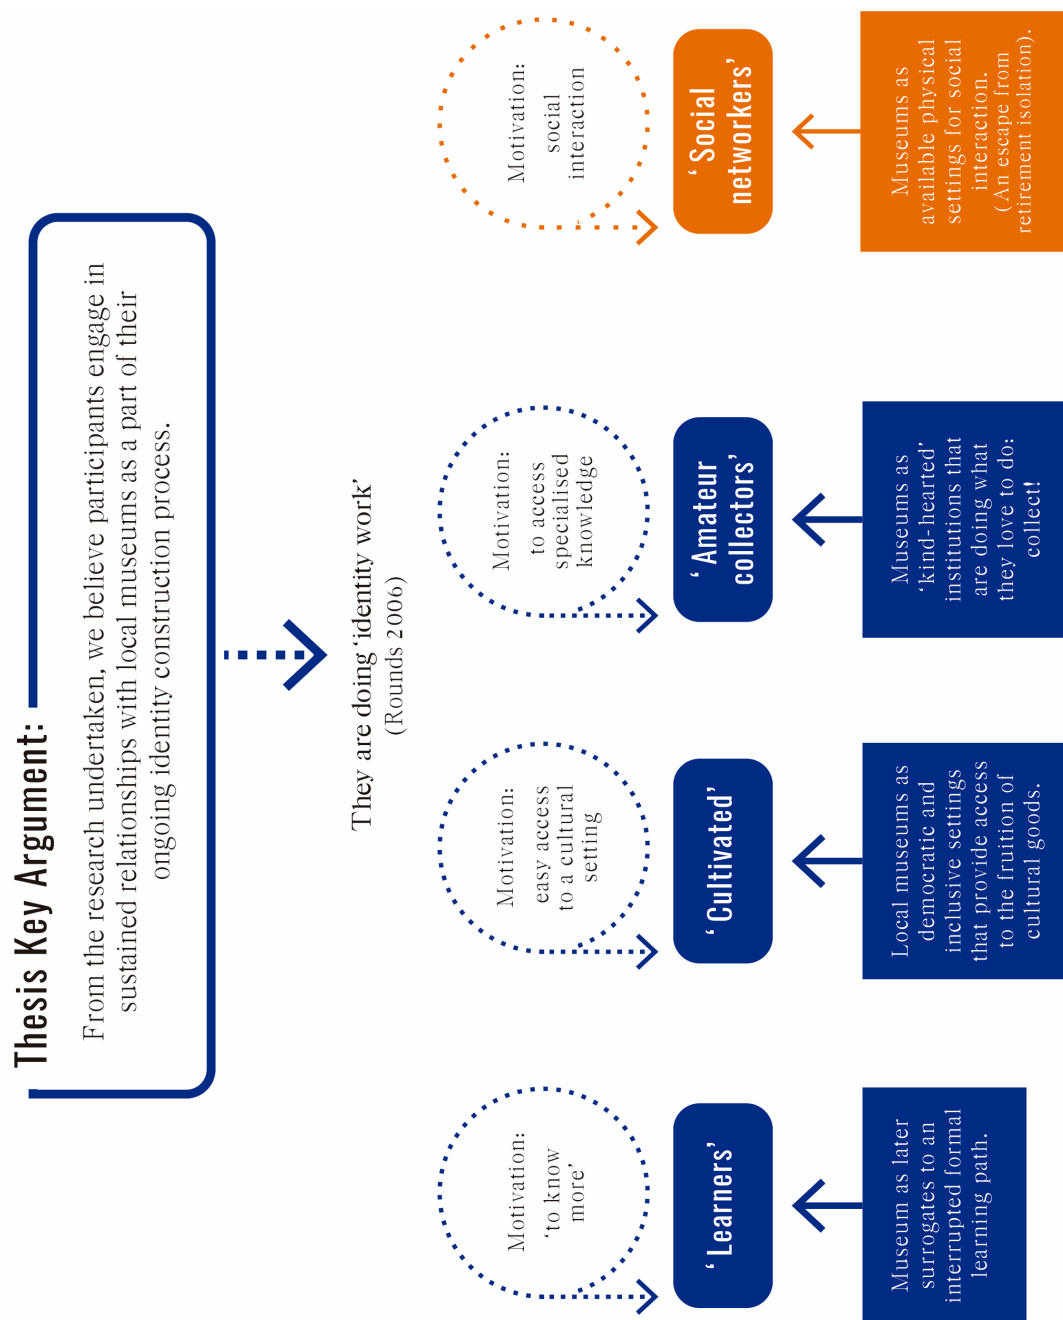 Thesis Key Argument:
From the research undertaken, we believe participants engage in
sustained relationships with local museums as a part of their
ongoing identity construction process.
They are doing 'identity work'
(Rounds 2006)
Motivation:
'to know
more'
'Learners'
Museum as later
surrogates to an
interrupted formal
learning path.
Motivation:
easy access
to a cultural
setting
'Cultivated'
Local museums as
democratic and
inclusive settings
that provide access
to the fruition of
cultural goods.
Motivation:
to access
specialised
knowledge
'Amateur
collectors'
Museums as
'kind-hearted'
institutions that
are doing what
they love to do:
collect!
Motivation:
social
interaction
'Social
networkers'
Museums as
available physical
settings for social
interaction.
(An escape from
retirement isolation).